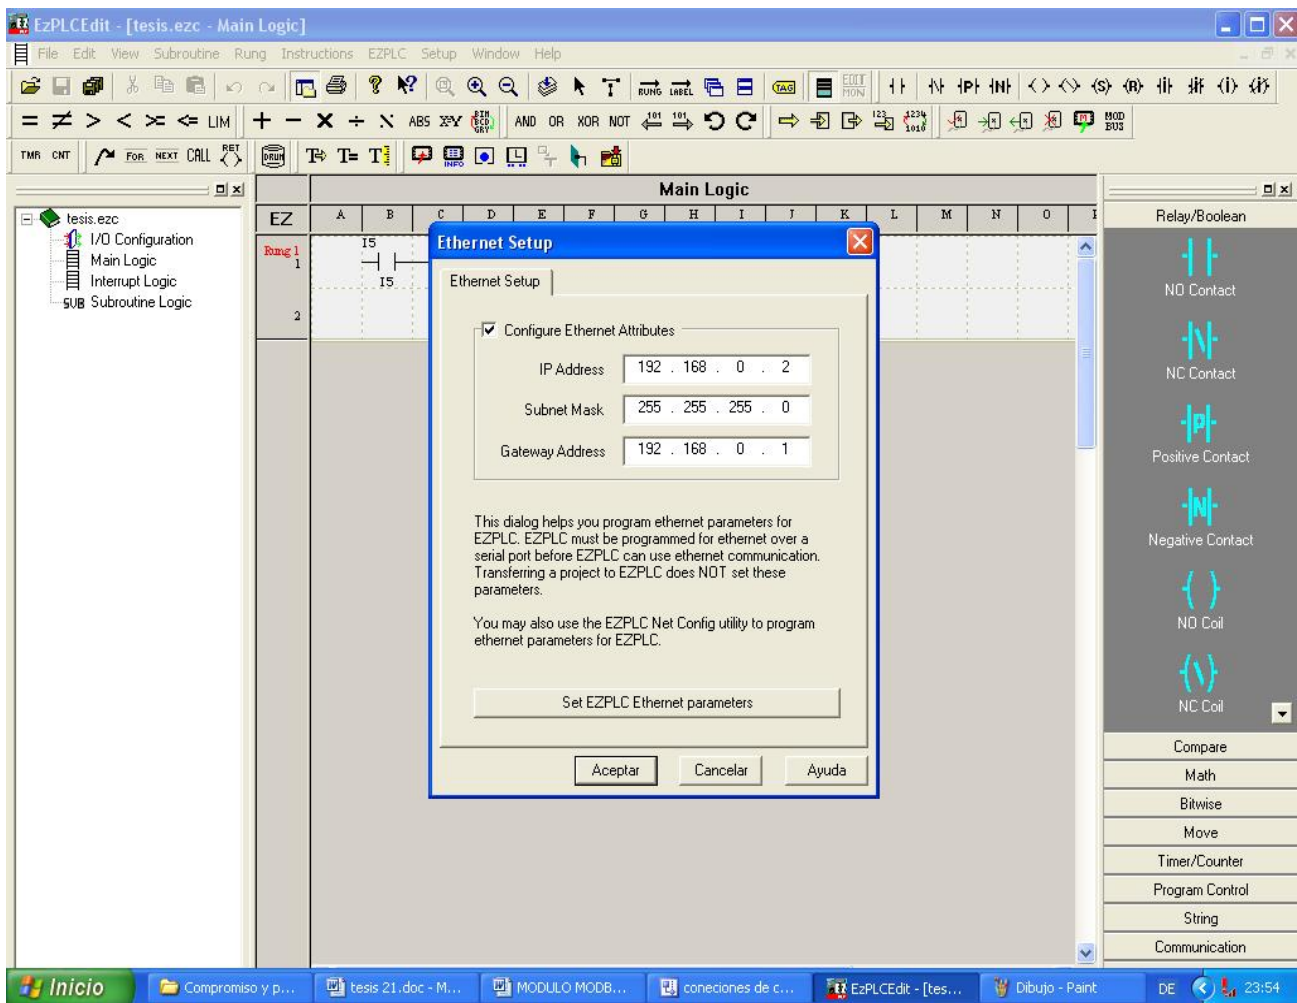 EzPLCEdit - [tesis.ezc - Main Logic]
File Edit View Subroutine Rung Instructions EZPLC Setup Window Help
RUNG LABEL TAG EDIT MON
LIM ABS X^Y BIN BCD GRY AND OR XOR NOT MOD BUS
TMR CNT FOR NEXT CALL RET DRUM INFO
Main Logic
EZ A B C D E F G H I J K L M N O
tesis.ezc
I/O Configuration
Main Logic
Interrupt Logic
SUB Subroutine Logic
Rung 1
1
I5
I5
2
Ethernet Setup
Ethernet Setup
Configure Ethernet Attributes
IP Address 192 . 168 . 0 . 2
Subnet Mask 255 . 255 . 255 . 0
Gateway Address 192 . 168 . 0 . 1
This dialog helps you program ethernet parameters for
EZPLC. EZPLC must be programmed for ethernet over a
serial port before EZPLC can use ethernet communication.
Transferring a project to EZPLC does NOT set these
parameters.
You may also use the EZPLC Net Config utility to program
ethernet parameters for EZPLC.
Set EZPLC Ethernet parameters
Aceptar Cancelar Ayuda
Relay/Boolean
NO Contact
NC Contact
Positive Contact
Negative Contact
NO Coil
NC Coil
Compare
Math
Bitwise
Move
Timer/Counter
Program Control
String
Communication
Inicio Compromiso y p... tesis 21.doc - M... MODULO MODB... coneciones de c... EzPLCEdit - [tes... Dibujo - Paint DE 23:54